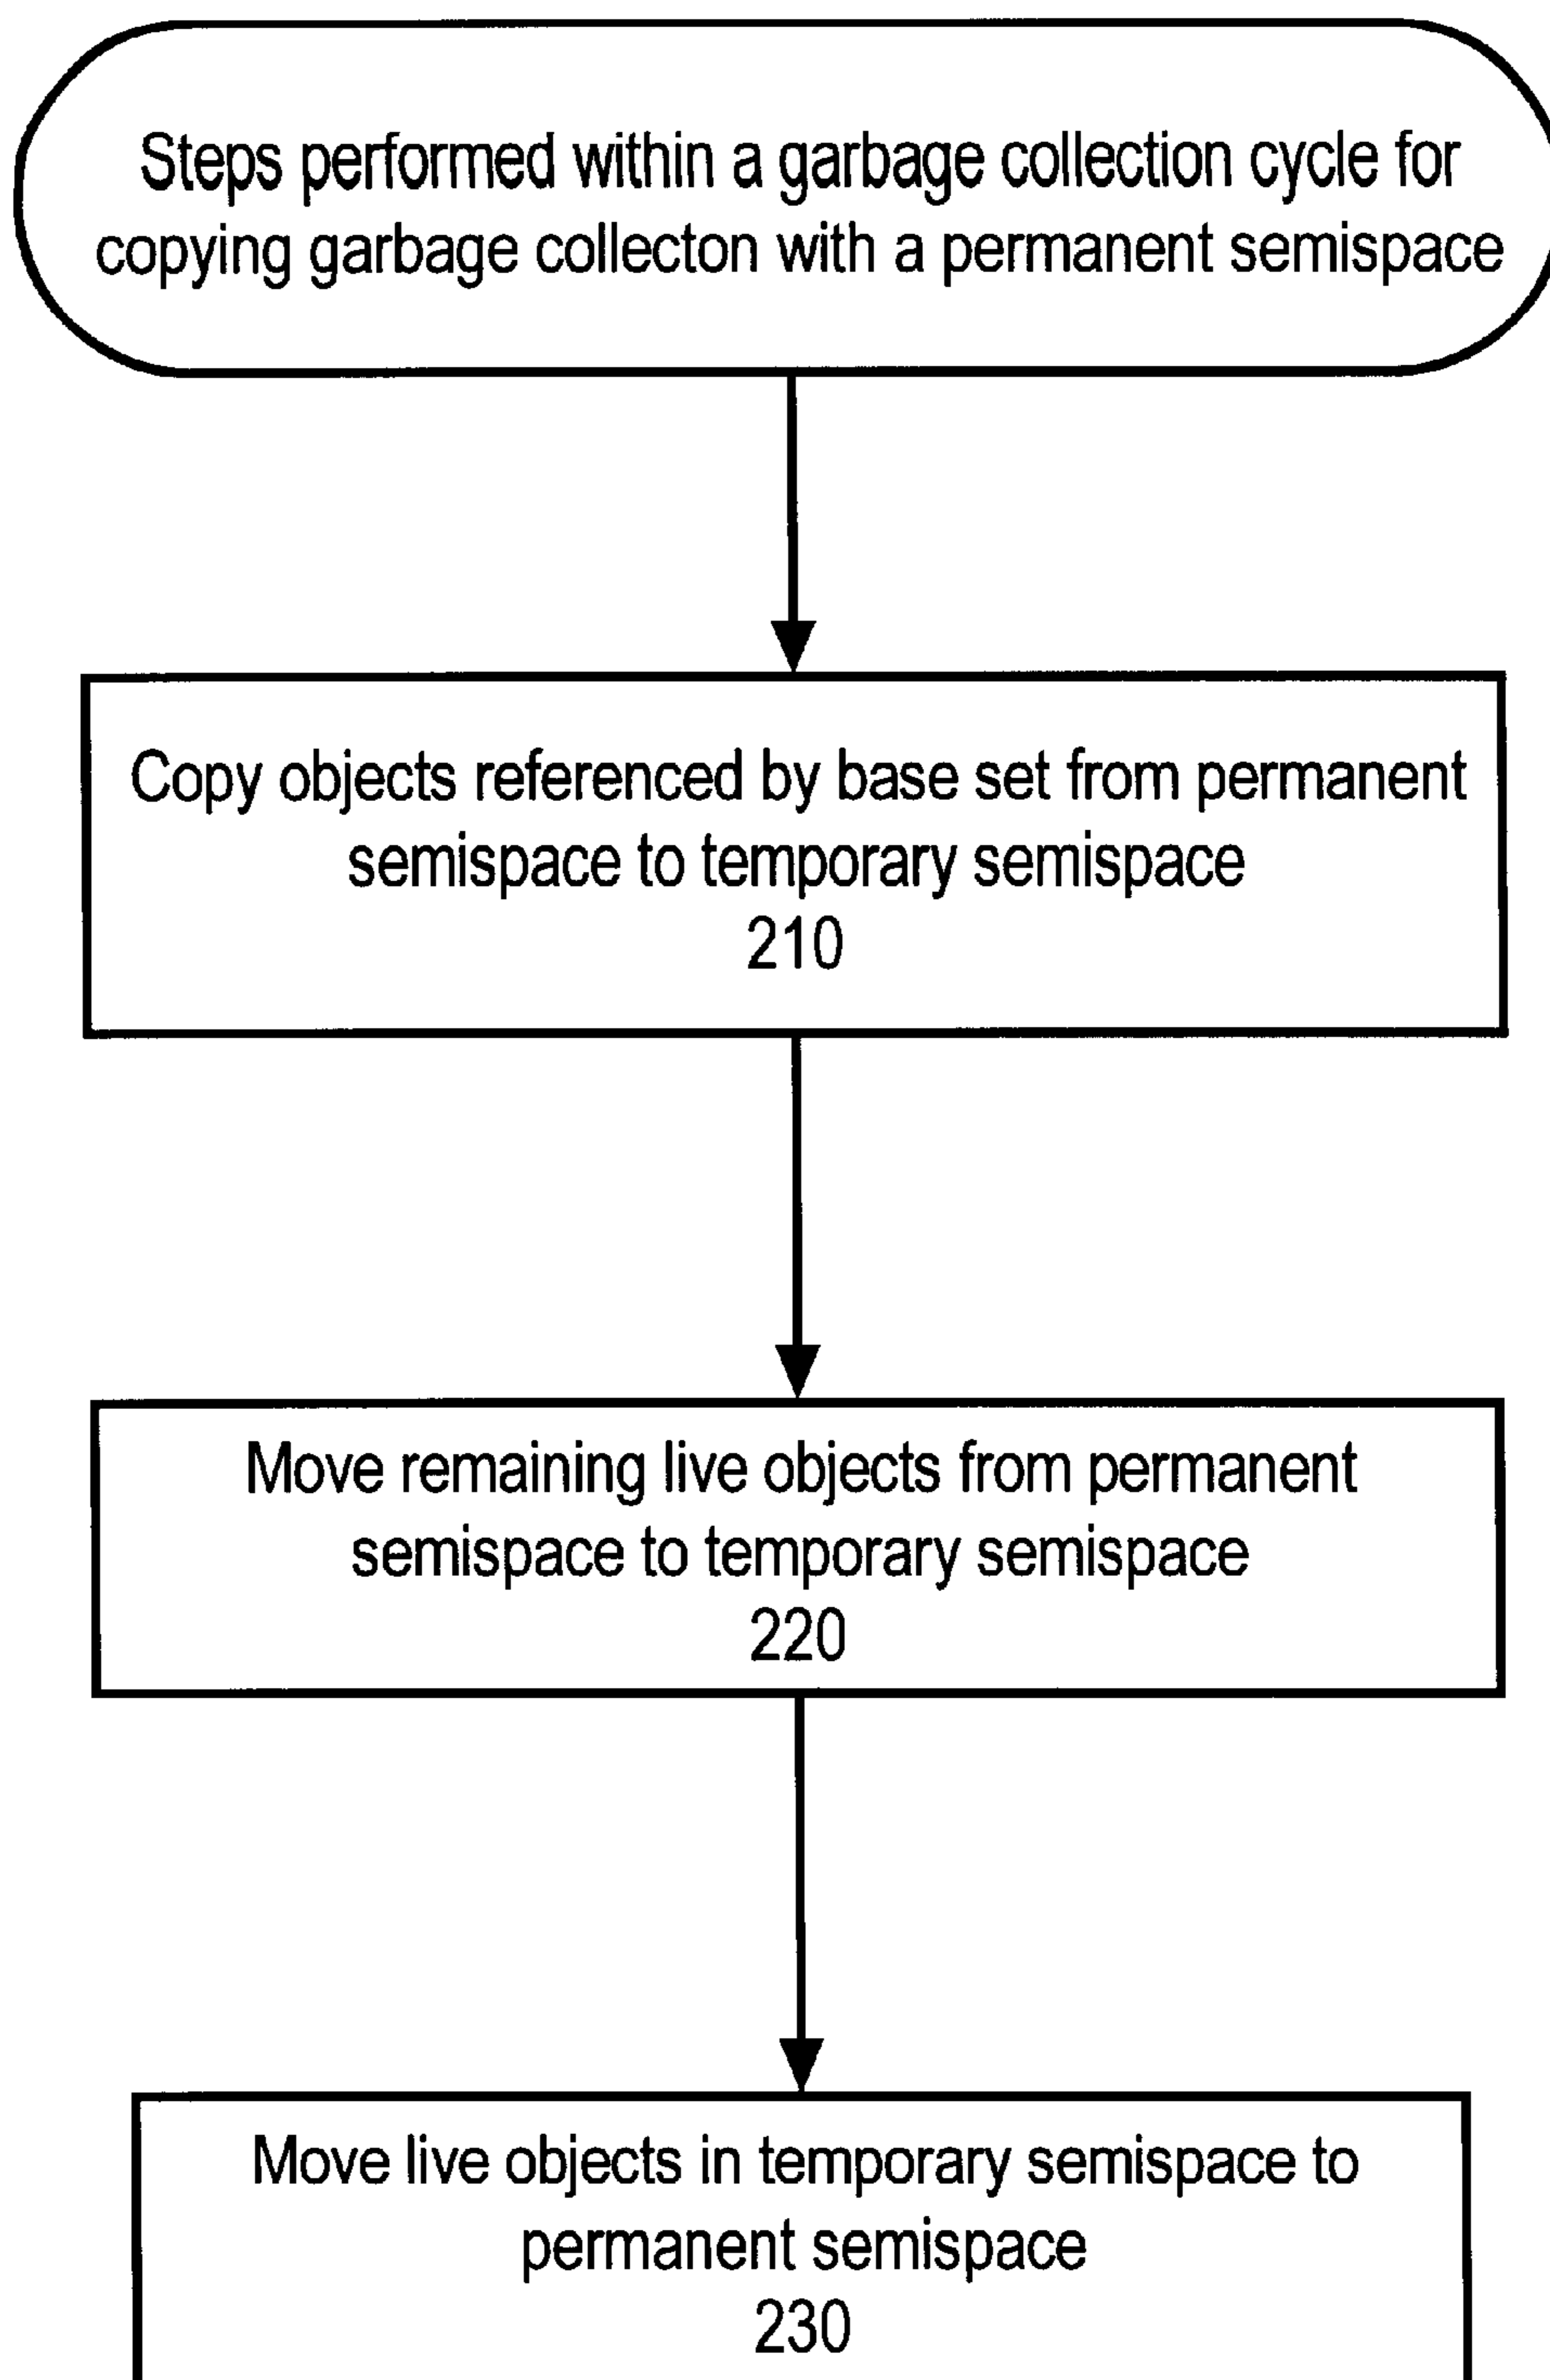 Steps performed within a garbage collection cycle for
copying garbage collecton with a permanent semispace
Copy objects referenced by base set from permanent
semispace to temporary semispace
210
Move remaining live objects from permanent
semispace to temporary semispace
220
Move live objects in temporary semispace to
permanent semispace
230